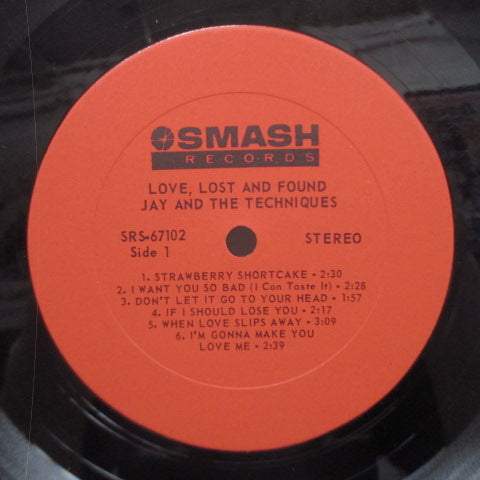 SMASH
RECORDS
LOVE, LOST AND FOUND
JAY AND THE TECHNIQUES
SRS-67102 STEREO
Side 1
1. STRAWBERRY SHORTCAKE - 2:30
2. I WANT YOU SO BAD (I Can Taste It) - 2:28
3. DON'T LET IT GO TO YOUR HEAD - 1:57
4. IF I SHOULD LOSE YOU - 2:17
5. WHEN LOVE SLIPS AWAY - 3:09
6. I'M GONNA MAKE YOU
LOVE ME - 2:39